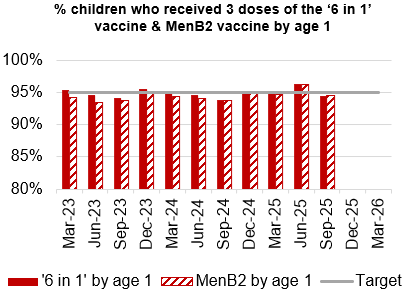 % children who received 3 doses of the ‘6 in 1’
vaccine & MenB2 vaccine by age 1
100%
95%
90%
85%
80%
Mar-23
Jun-23
Sep-23
Dec-23
Mar-24
Jun-24
Sep-24
Dec-24
Mar-25
Jun-25
Sep-25
Dec-25
Mar-26
'6 in 1' by age 1 MenB2 by age 1 Target